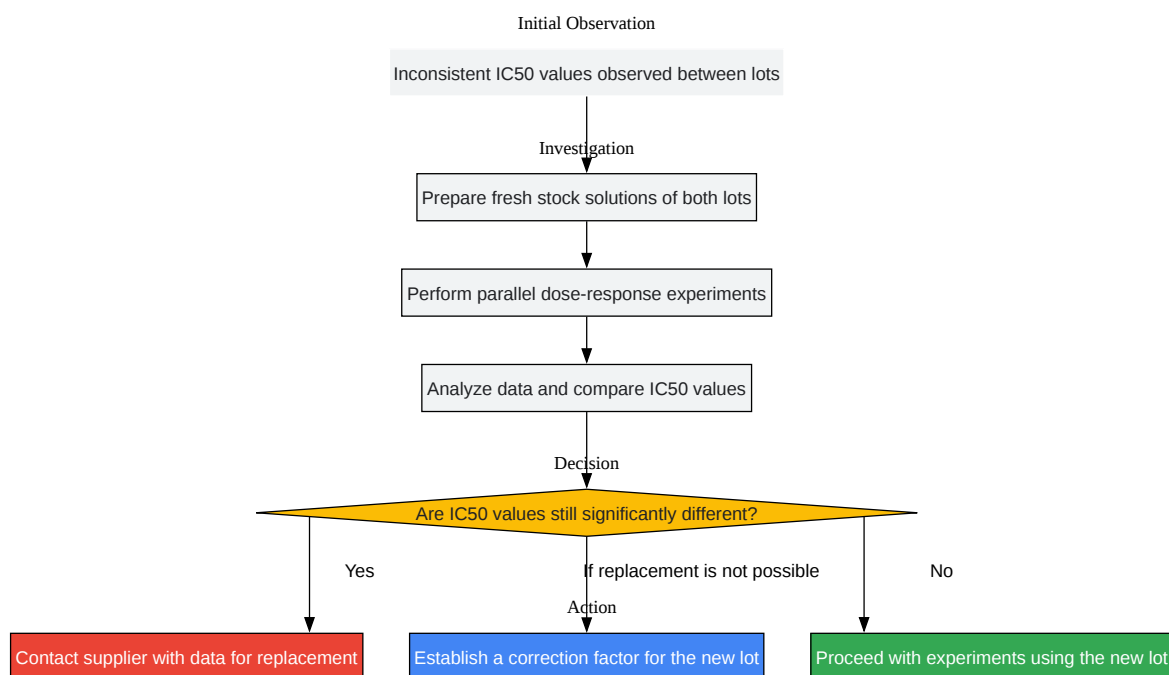 Initial Observation
Inconsistent IC50 values observed between lots
Investigation
Prepare fresh stock solutions of both lots
Perform parallel dose-response experiments
Analyze data and compare IC50 values
Decision
Are IC50 values still significantly different?
Yes
If replacement is not possible
No
Action
Contact supplier with data for replacement
Establish a correction factor for the new lot
Proceed with experiments using the new lot